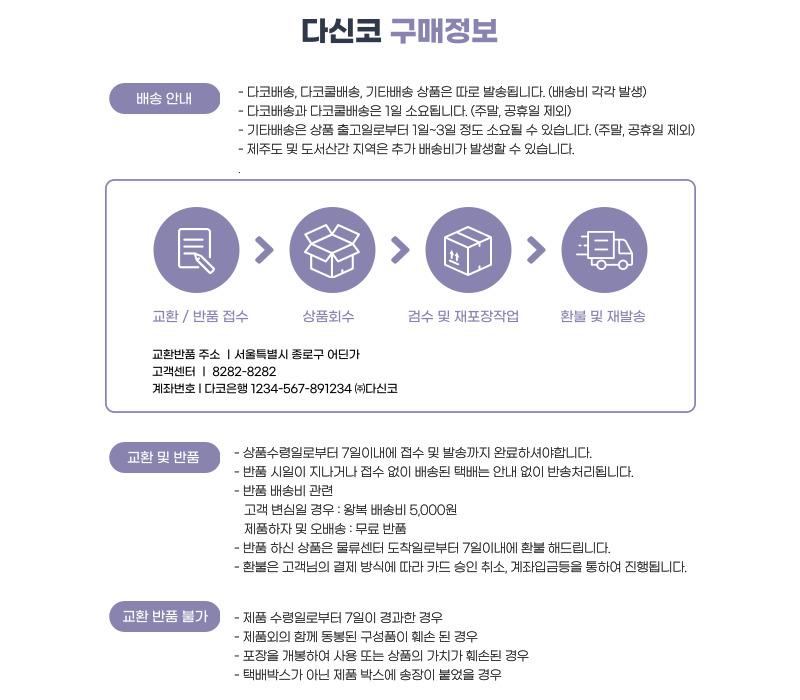 다신코 구매정보
배송 안내
- 다코배송, 다코쿨배송, 기타배송 상품은 따로 발송됩니다. (배송비 각각 발생)
- 다코배송과 다코쿨배송은 1일 소요됩니다. (주말, 공휴일 제외)
- 기타배송은 상품 출고일로부터 1일~3일 정도 소요될 수 있습니다. (주말, 공휴일 제외)
- 제주도 및 도서산간 지역은 추가 배송비가 발생할 수 있습니다.
.
교환 / 반품 접수
상품회수
검수 및 재포장작업
환불 및 재발송
교환반품 주소 ㅣ서울특별시 종로구 어딘가
고객센터 ㅣ 8282-8282
계좌번호 l 다코은행 1234-567-891234 ㈜다신코
교환 및 반품
- 상품수령일로부터 7일이내에 접수 및 발송까지 완료하셔야합니다.
- 반품 시일이 지나거나 접수 없이 배송된 택배는 안내 없이 반송처리됩니다.
- 반품 배송비 관련
고객 변심일 경우 : 왕복 배송비 5,000원
제품하자 및 오배송 : 무료 반품
- 반품 하신 상품은 물류센터 도착일로부터 7일이내에 환불 해드립니다.
- 환불은 고객님의 결제 방식에 따라 카드 승인 취소, 계좌입금등을 통하여 진행됩니다.
교환 반품 불가
- 제품 수령일로부터 7일이 경과한 경우
- 제품외의 함께 동봉된 구성품이 훼손 된 경우
- 포장을 개봉하여 사용 또는 상품의 가치가 훼손된 경우
- 택배박스가 아닌 제품 박스에 송장이 붙었을 경우